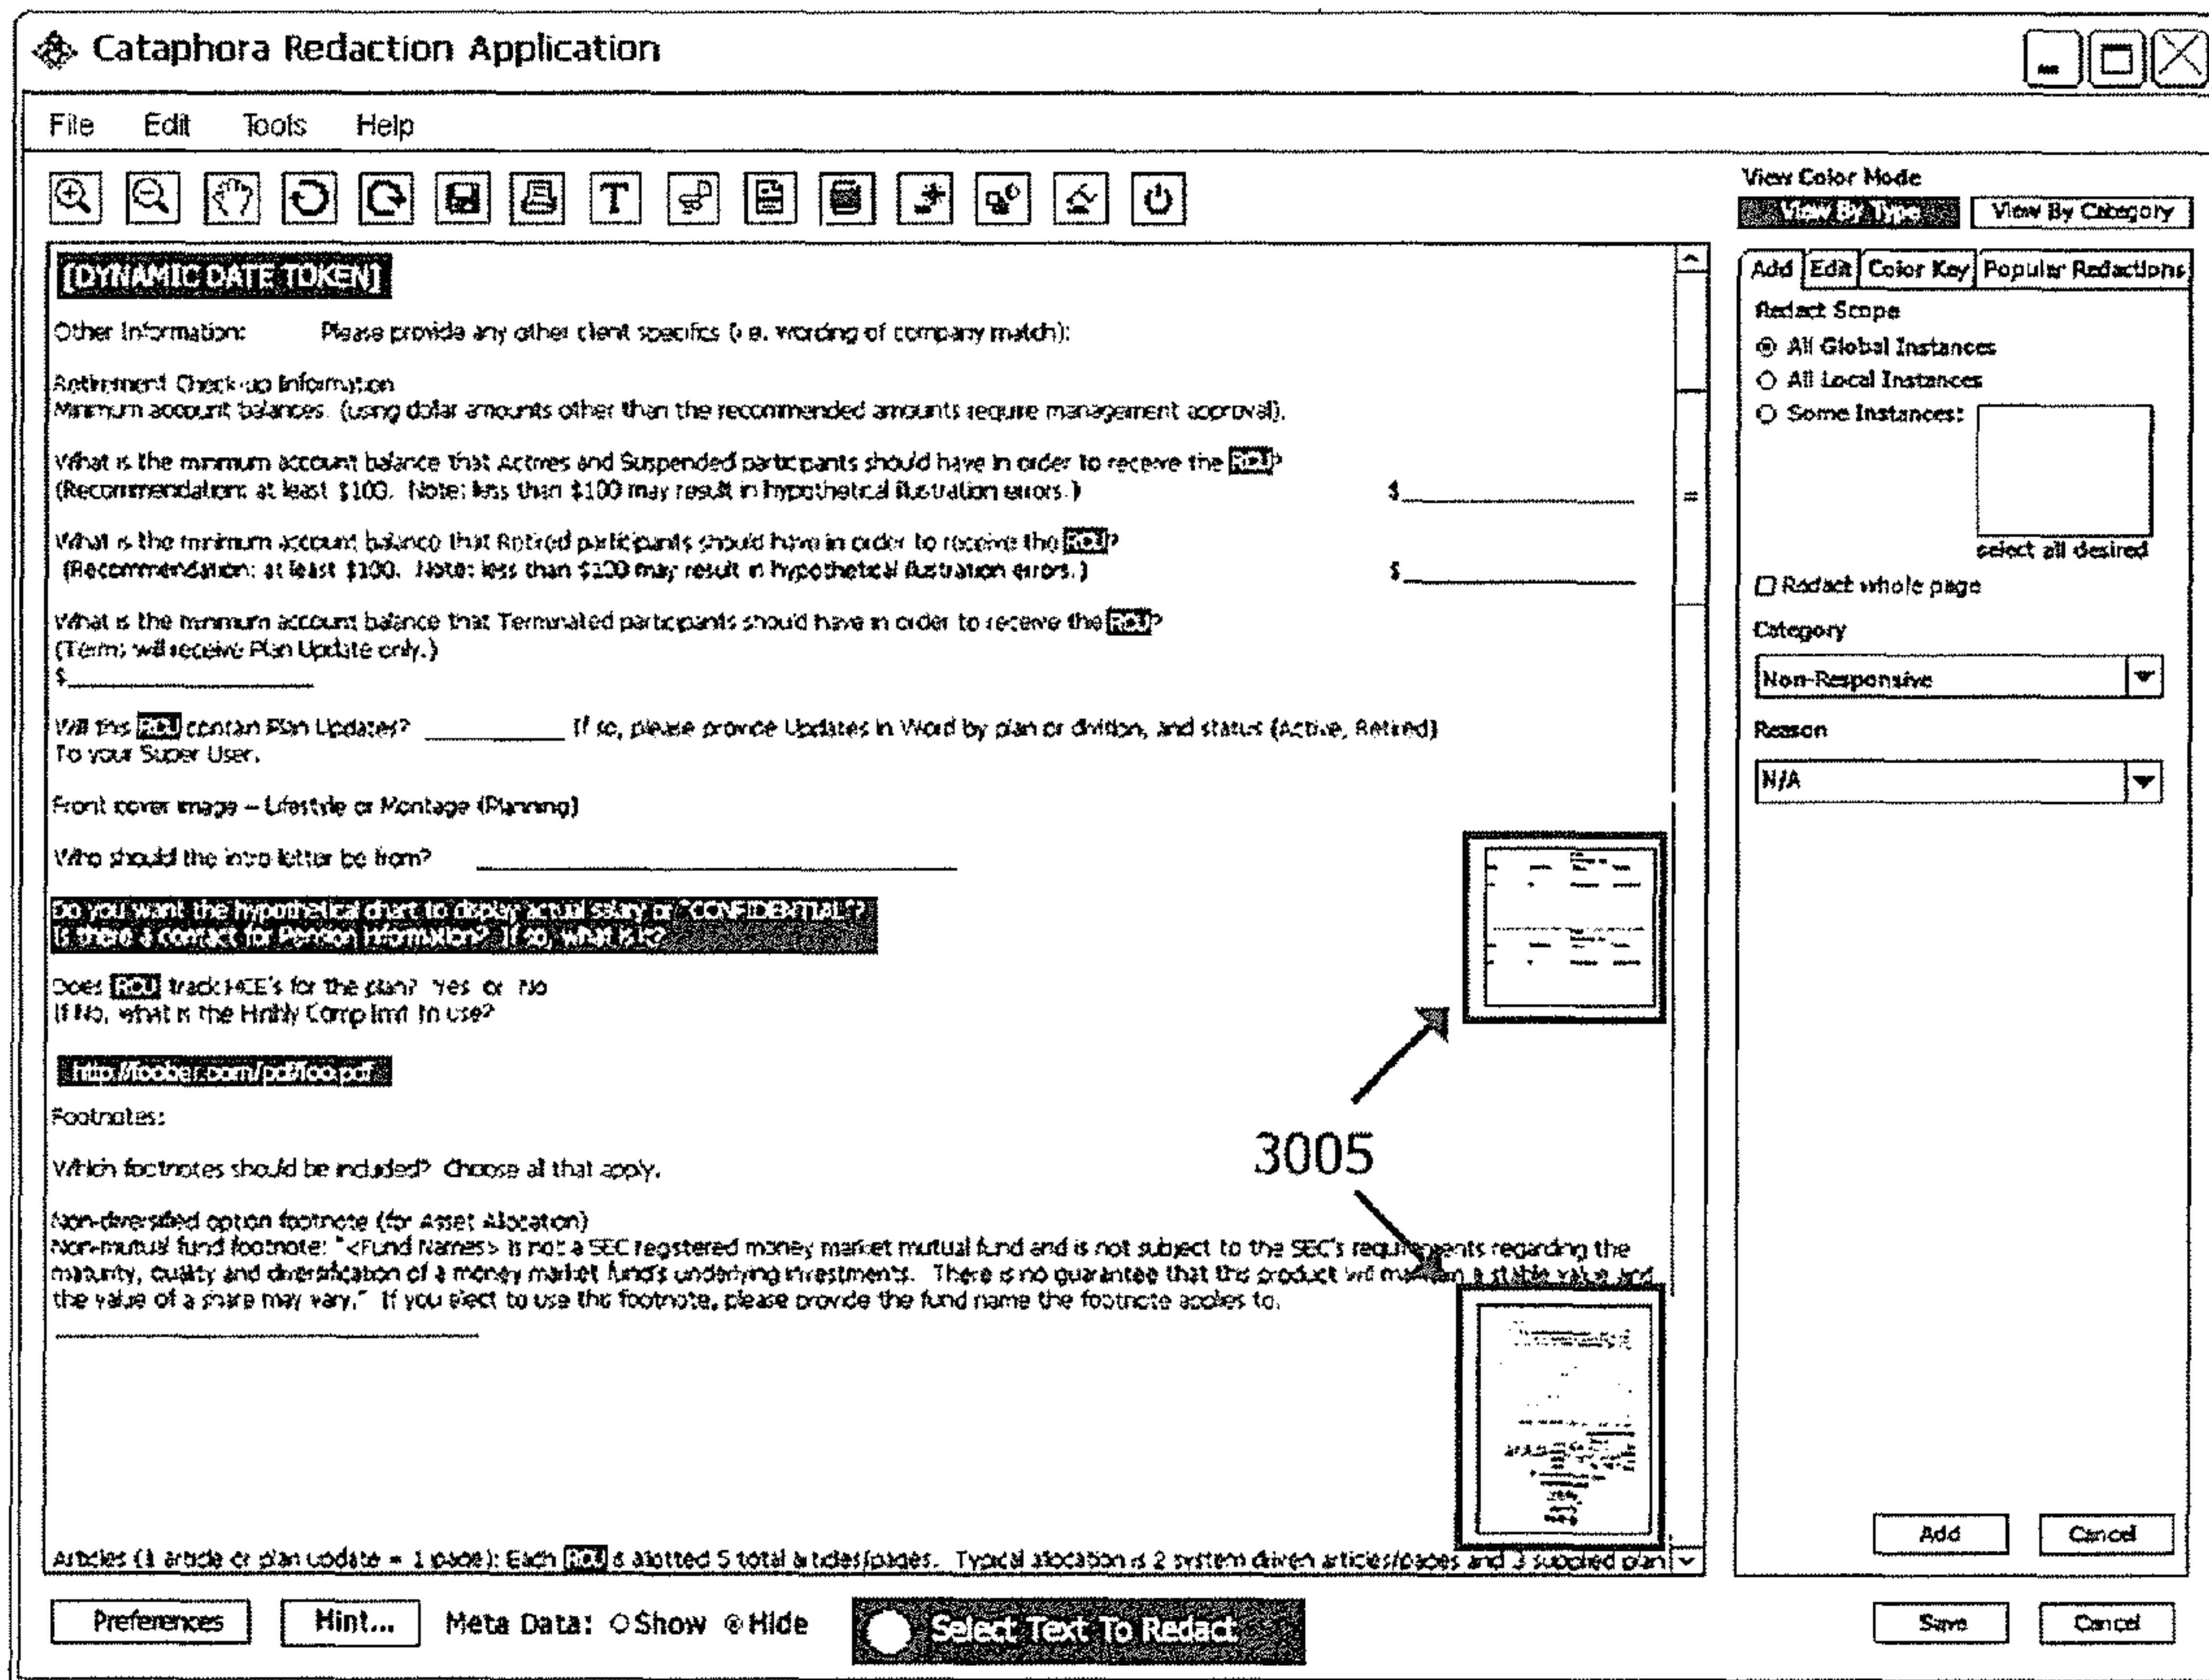 Cataphora Redaction Application
File Edit Tools Help
T
View Color Mode
View By Type View By Category
[DYNAMIC DATE TOKEN]
Other Information: Please provide any other client specifics (i.e. wording of company match):
Retirement Check-up Information
Minimum account balances. (using dollar amounts other than the recommended amounts require management approval).
What is the minimum account balance that Actives and Suspended participants should have in order to receive the RCU?
(Recommendation: at least $100. Note: less than $100 may result in hypothetical illustration errors.) $
What is the minimum account balance that Retired participants should have in order to receive the RCU?
(Recommendation: at least $100. Note: less than $100 may result in hypothetical illustration errors.) $
What is the minimum account balance that Terminated participants should have in order to receive the RCU?
(Terms will receive Plan Update only.)
$
Will this RCU contain Plan Updates? If so, please provide Updates in Word by plan or division, and status (Active, Retired)
To your Super User.
Front cover image – Lifestyle or Montage (Planning)
Who should the intro letter be from?
Do you want the hypothetical chart to display actual salary or "CONFIDENTIAL"?
Is there a contact for Pension Information? If so, what is it?
Does RCU track HCE's for the plan? Yes or No
If No, what is the Highly Comp limit to use?
http://foober.com/pdf/foo.pdf
Footnotes:
3005
Which footnotes should be included? Choose all that apply.
Non-diversified option footnote (for Asset Allocation)
Non-mutual fund footnote: "<Fund Names> is not a SEC registered money market mutual fund and is not subject to the SEC's requirements regarding the
maturity, quality and diversification of a money market fund's underlying investments. There is no guarantee that this product will maintain a stable value and
the value of a share may vary." If you elect to use this footnote, please provide the fund name the footnote applies to.
Articles (1 article or plan update = 1 page): Each RCU is allotted 5 total articles/pages. Typical allocation is 2 system driven articles/pages and 3 supplied plan
Add Edit Color Key Popular Redactions
Redact Scope
All Global Instances
All Local Instances
Some Instances:
select all desired
Redact whole page
Category
Non-Responsive
Reason
N/A
Add Cancel
Preferences Hint... Meta Data: Show Hide Select Text To Redact Save Cancel